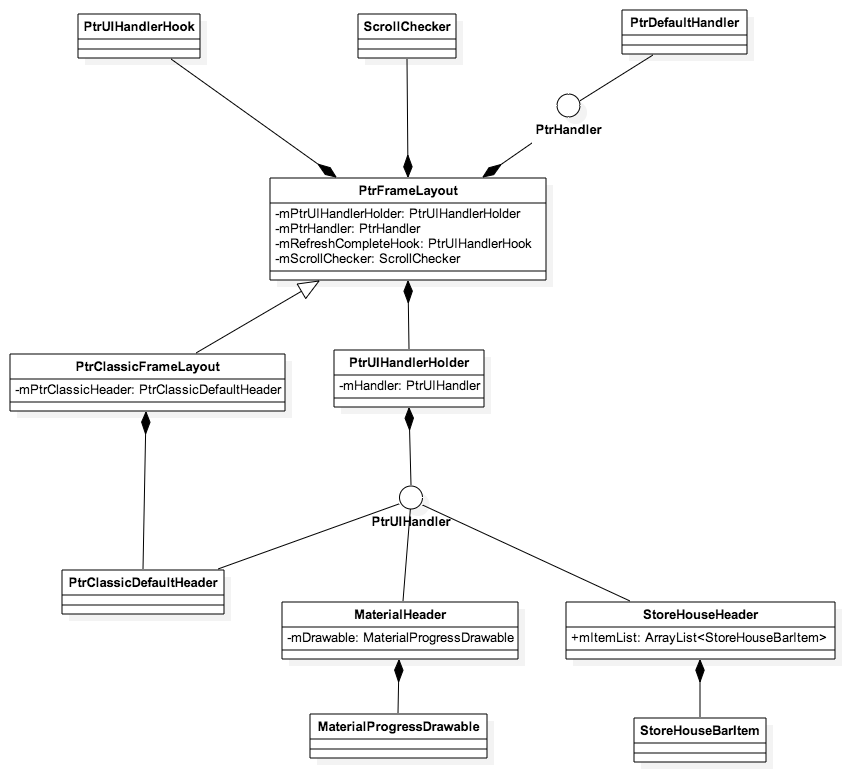 PtrUIHandlerHook
ScrollChecker
PtrDefaultHandler
PtrHandler
PtrFrameLayout
-mPtrUIHandlerHolder: PtrUIHandlerHolder
-mPtrHandler: PtrHandler
-mRefreshCompleteHook: PtrUIHandlerHook
-mScrollChecker: ScrollChecker
PtrClassicFrameLayout
-mPtrClassicHeader: PtrClassicDefaultHeader
PtrUIHandlerHolder
-mHandler: PtrUIHandler
PtrUIHandler
PtrClassicDefaultHeader
MaterialHeader
-mDrawable: MaterialProgressDrawable
StoreHouseHeader
+mItemList: ArrayList<StoreHouseBarItem>
MaterialProgressDrawable
StoreHouseBarItem